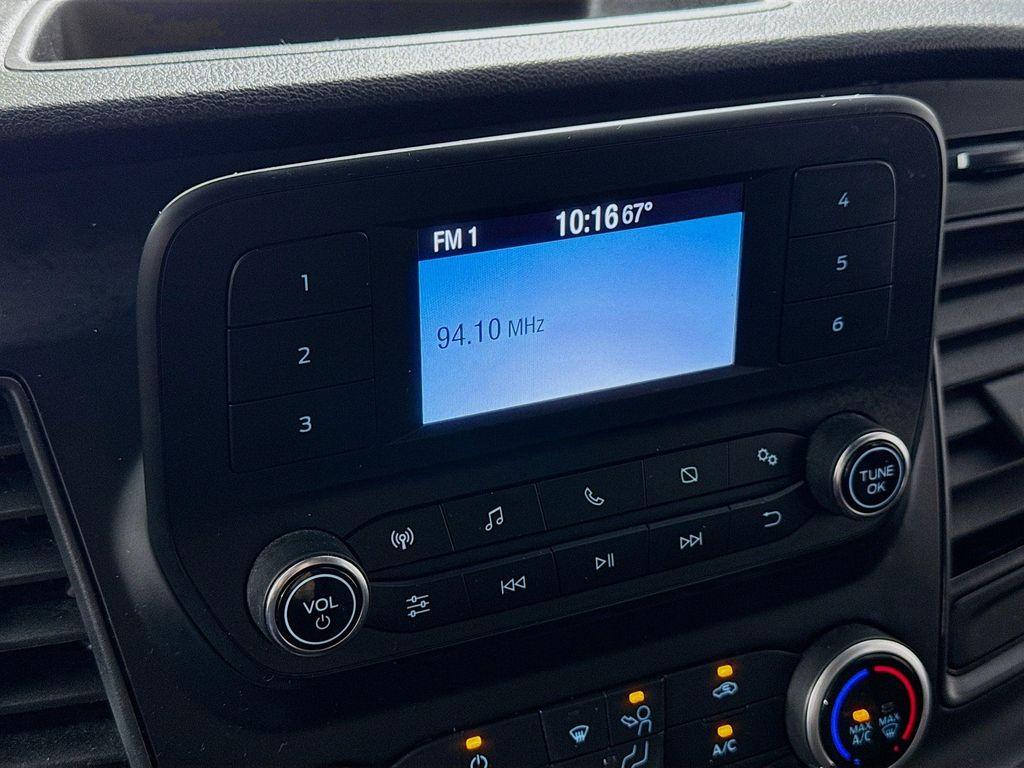 FM 1 10:16 67°
94.10 MHz
1
2
3
4
5
6
TUNE
OK
VOL
A/C
MAX
A/C
MAX